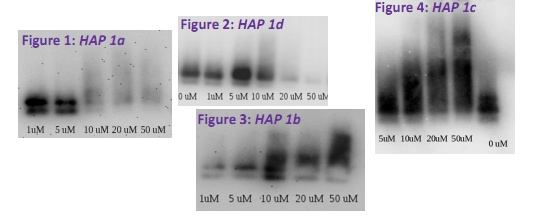 Figure 1: HAP 1a
1uM 5 uM 10 uM 20 uM 50 uM
Figure 2: HAP 1d
0 uM 1uM 5 uM 10 uM 20 uM 50 uM
Figure 3: HAP 1b
1uM 5 uM 10 uM 20 uM 50 uM
Figure 4: HAP 1c
5uM 10uM 20uM 50uM 0 uM